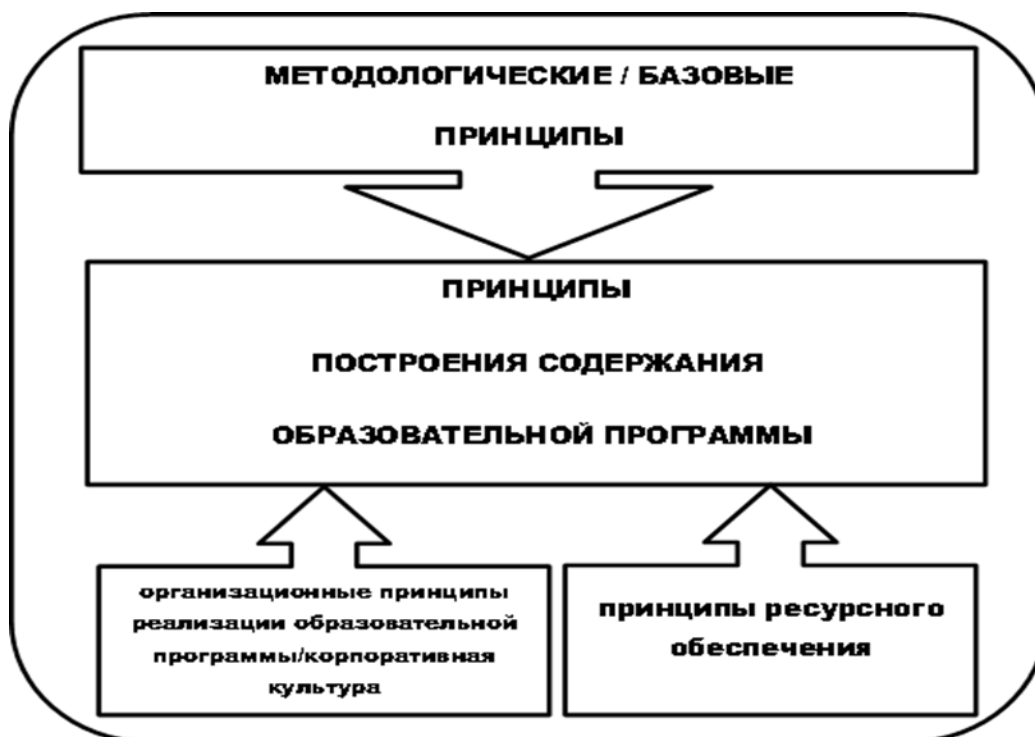 МЕТОДОЛОГИЧЕСКИЕ / БАЗОВЫЕ
ПРИНЦИПЫ
ПРИНЦИПЫ
ПОСТРОЕНИЯ СОДЕРЖАНИЯ
ОБРАЗОВАТЕЛЬНОЙ ПРОГРАММЫ
организационные принципы
реализации образовательной
программы/корпоративная
культура
принципы ресурсного
обеспечения